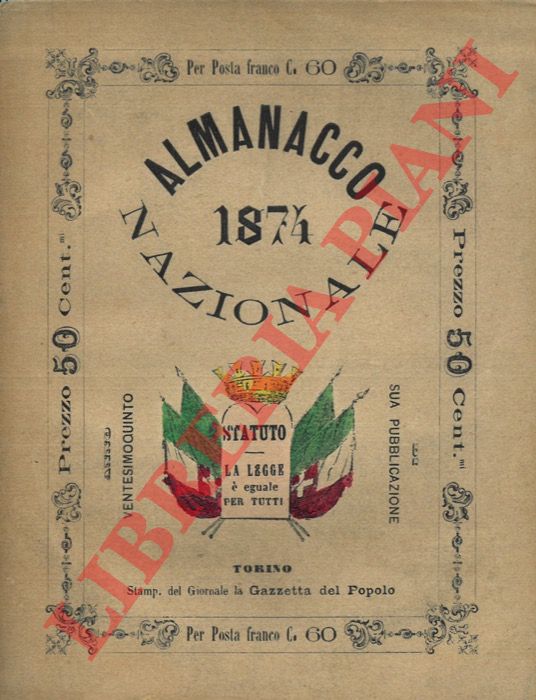 Per Posta franco C. 60
ALMANACCO
1874
NAZIONALE
Prezzo 50 Cent.mi
Prezzo 50 Cent.mi
VENTESIMOQUINTO
SUA PUBBLICAZIONE
STATUTO
LA LEGGE
è eguale
PER TUTTI
TORINO
Stamp. del Giornale la Gazzetta del Popolo
Per Posta franco C. 60
LIBRERIA PIANI